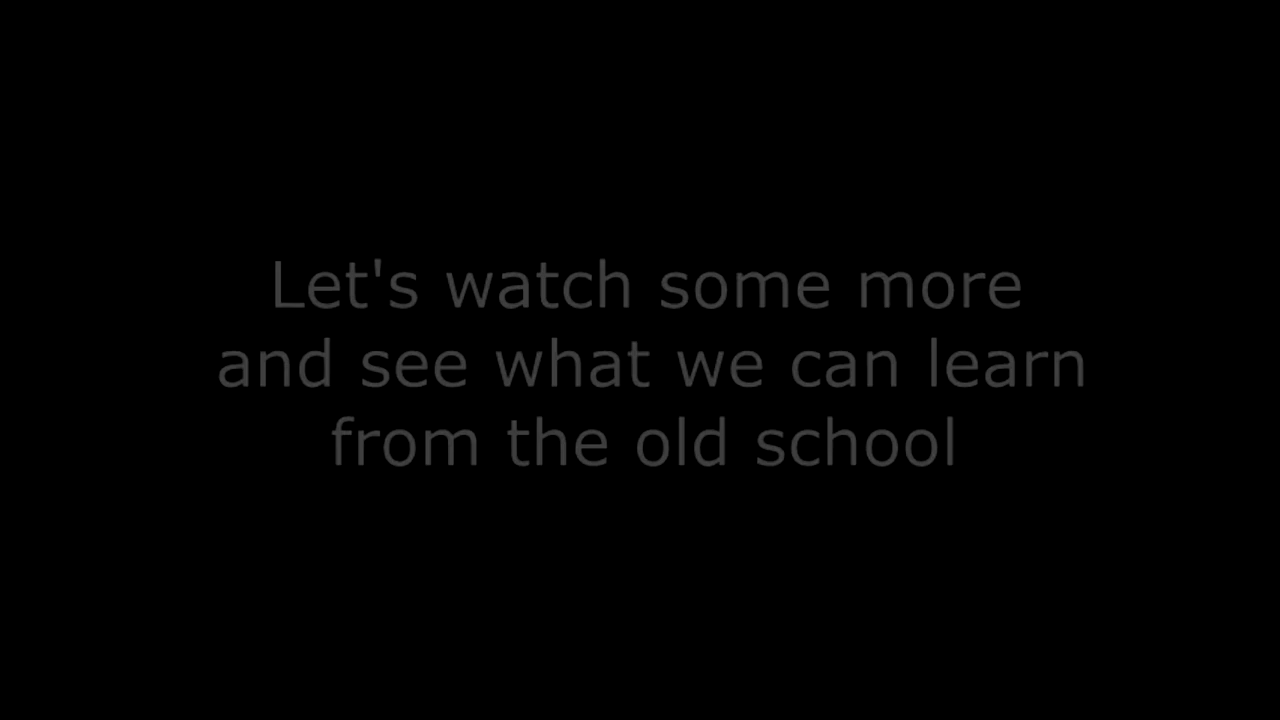 Let's watch some more
and see what we can learn
from the old school